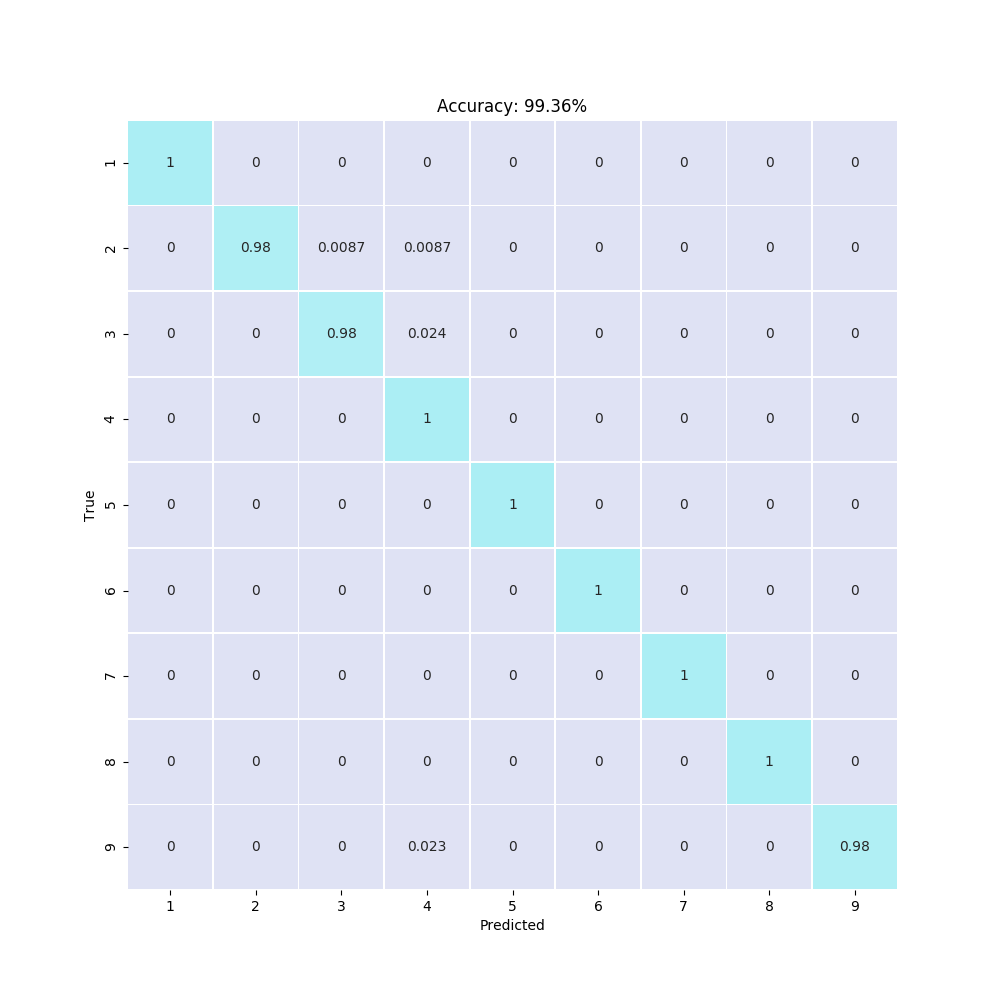 Accuracy: 99.36%
1 1 0 0 0 0 0 0 0 0
2 0 0.98 0.0087 0.0087 0 0 0 0 0
3 0 0 0.98 0.024 0 0 0 0 0
4 0 0 0 1 0 0 0 0 0
True
5 0 0 0 0 1 0 0 0 0
6 0 0 0 0 0 1 0 0 0
7 0 0 0 0 0 0 1 0 0
8 0 0 0 0 0 0 0 1 0
9 0 0 0 0.023 0 0 0 0 0.98
1 2 3 4 5 6 7 8 9
Predicted